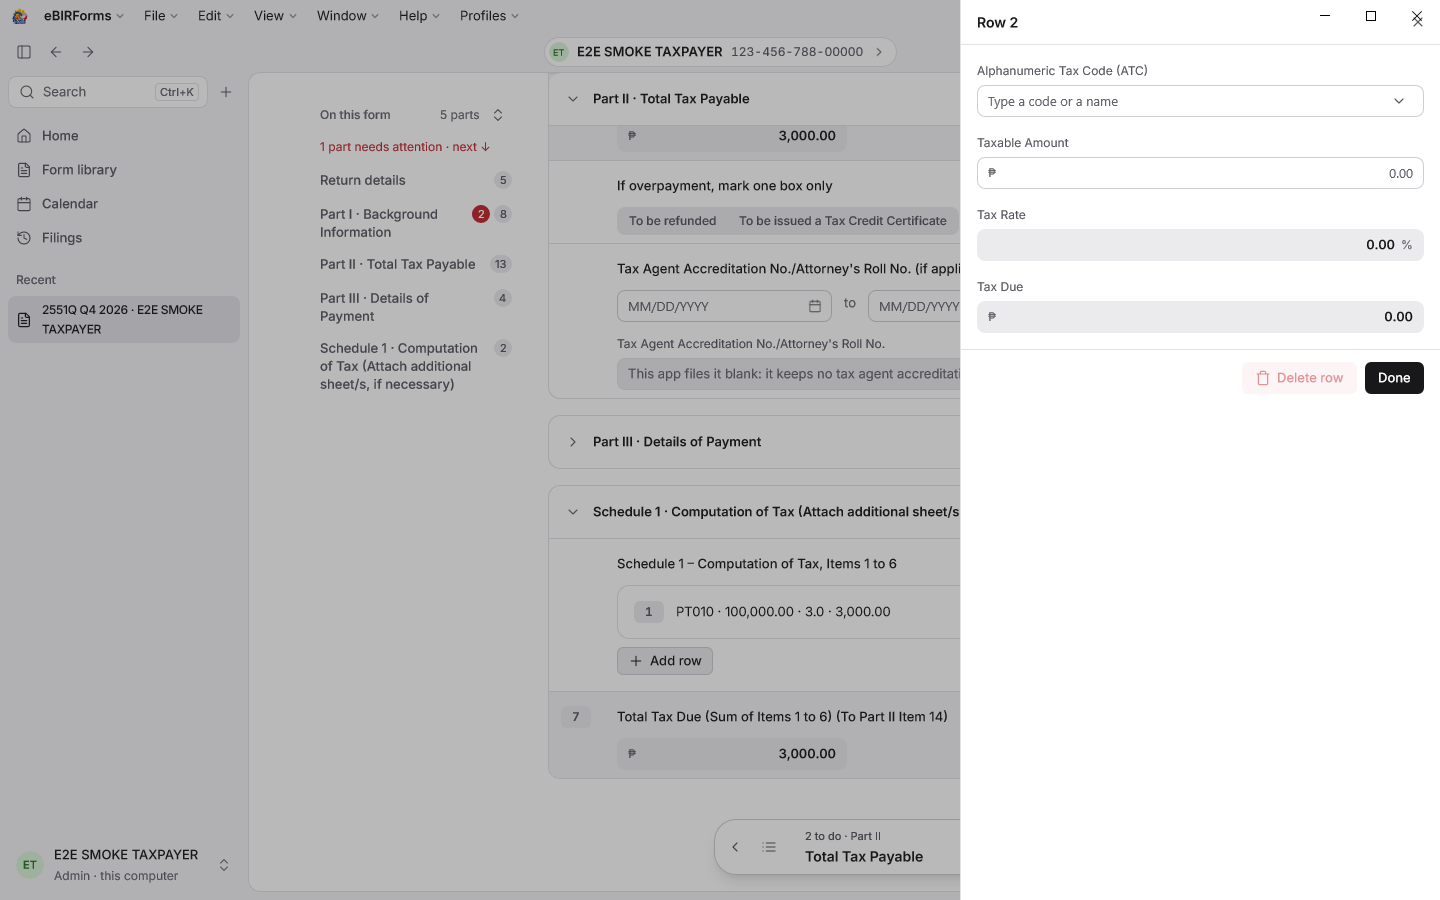 eBIRForms File Edit View Window Help Profiles
ET E2E SMOKE TAXPAYER 123-456-788-00000
Search Ctrl+K
Home
Form library
Calendar
Filings
Recent
2551Q Q4 2026 · E2E SMOKE
TAXPAYER
ET E2E SMOKE TAXPAYER
Admin · this computer
On this form 5 parts
1 part needs attention · next ↓
Return details 5
Part I · Background
Information 2 8
Part II · Total Tax Payable 13
Part III · Details of
Payment 4
Schedule 1 · Computation
of Tax (Attach additional
sheet/s, if necessary) 2
Part II · Total Tax Payable
₱ 3,000.00
If overpayment, mark one box only
To be refunded To be issued a Tax Credit Certificate
Tax Agent Accreditation No./Attorney's Roll No. (if appli
MM/DD/YYYY to MM/DD/YYYY
Tax Agent Accreditation No./Attorney's Roll No.
This app files it blank: it keeps no tax agent accreditati
Part III · Details of Payment
Schedule 1 · Computation of Tax (Attach additional sheet/s
Schedule 1 – Computation of Tax, Items 1 to 6
1 PT010 · 100,000.00 · 3.0 · 3,000.00
+ Add row
7 Total Tax Due (Sum of Items 1 to 6) (To Part II Item 14)
₱ 3,000.00
2 to do · Part II
Total Tax Payable
Row 2
Alphanumeric Tax Code (ATC)
Type a code or a name
Taxable Amount
₱ 0.00
Tax Rate
0.00 %
Tax Due
₱ 0.00
Delete row Done